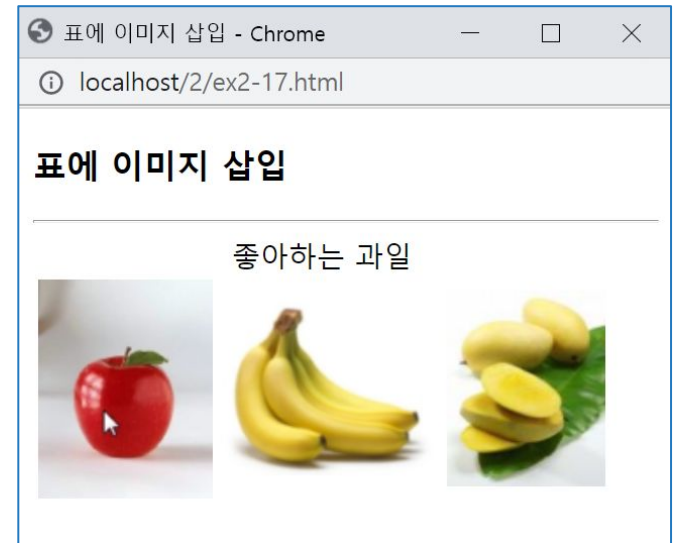 표에 이미지 삽입 - Chrome
localhost/2/ex2-17.html
표에 이미지 삽입
좋아하는 과일